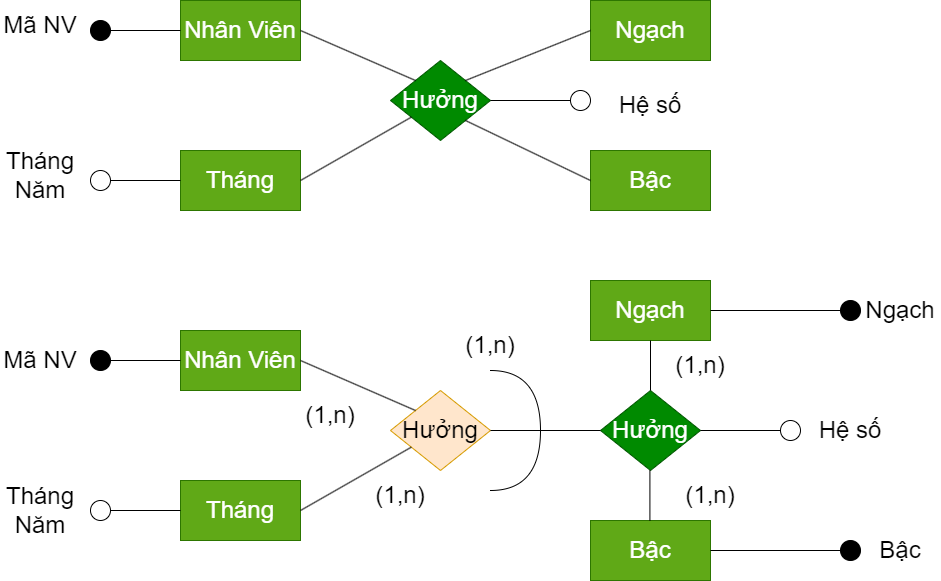 Mã NV
Nhân Viên
Ngạch
Hưởng
Hệ số
Tháng
Năm
Tháng
Bậc
Ngạch
Ngạch
(1,n)
Mã NV
Nhân Viên
(1,n)
(1,n)
Hưởng
Hưởng
Hệ số
Tháng
Năm
Tháng
(1,n)
(1,n)
Bậc
Bậc